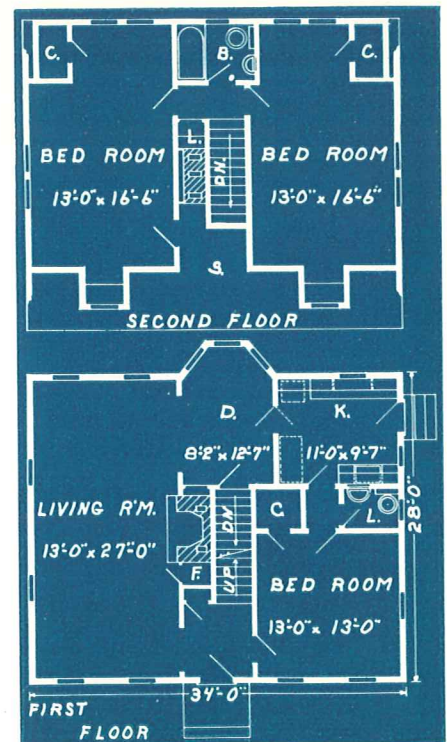 C.
B.
C.
L.
BED ROOM
BED ROOM
DN.
13'-0" x 16'-6"
13'-0" x 16'-6"
S.
SECOND FLOOR
D.
K.
8'-2" x 12'-7"
11'-0" x 9'-7"
LIVING R'M.
C.
L.
DN
28'-0"
13'-0" x 27'-0"
F.
UP
BED ROOM
13'-0" x 13'-0"
34'-0"
FIRST
FLOOR